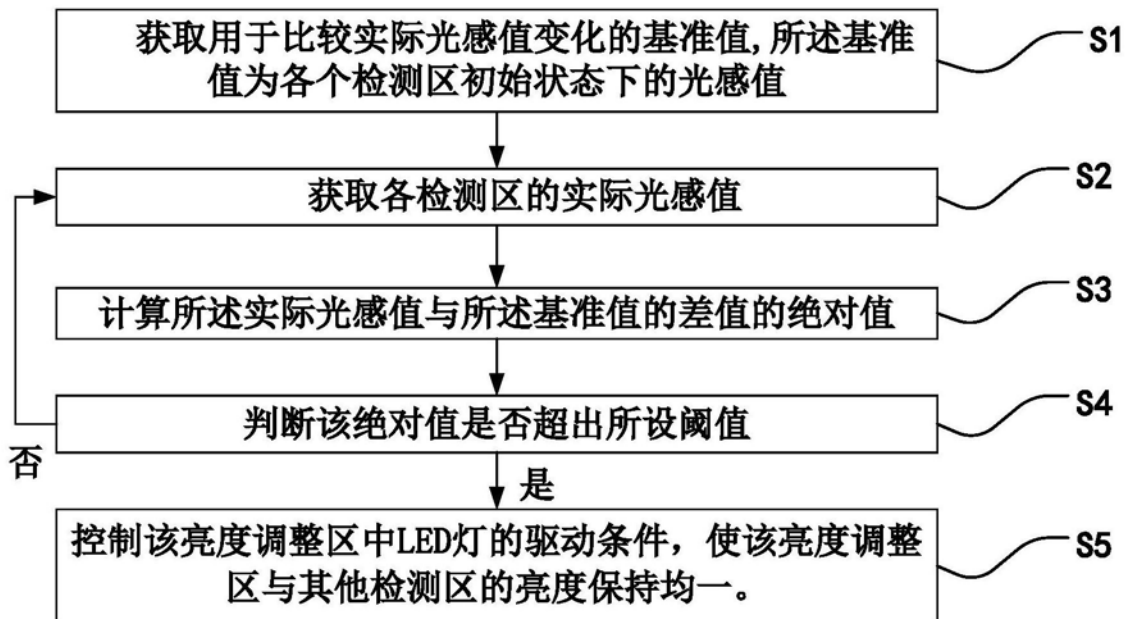 获取用于比较实际光感值变化的基准值,所述基准
值为各个检测区初始状态下的光感值
S1
获取各检测区的实际光感值
S2
计算所述实际光感值与所述基准值的差值的绝对值
S3
判断该绝对值是否超出所设阈值
S4
否
是
控制该亮度调整区中LED灯的驱动条件，使该亮度调整
区与其他检测区的亮度保持均一。
S5